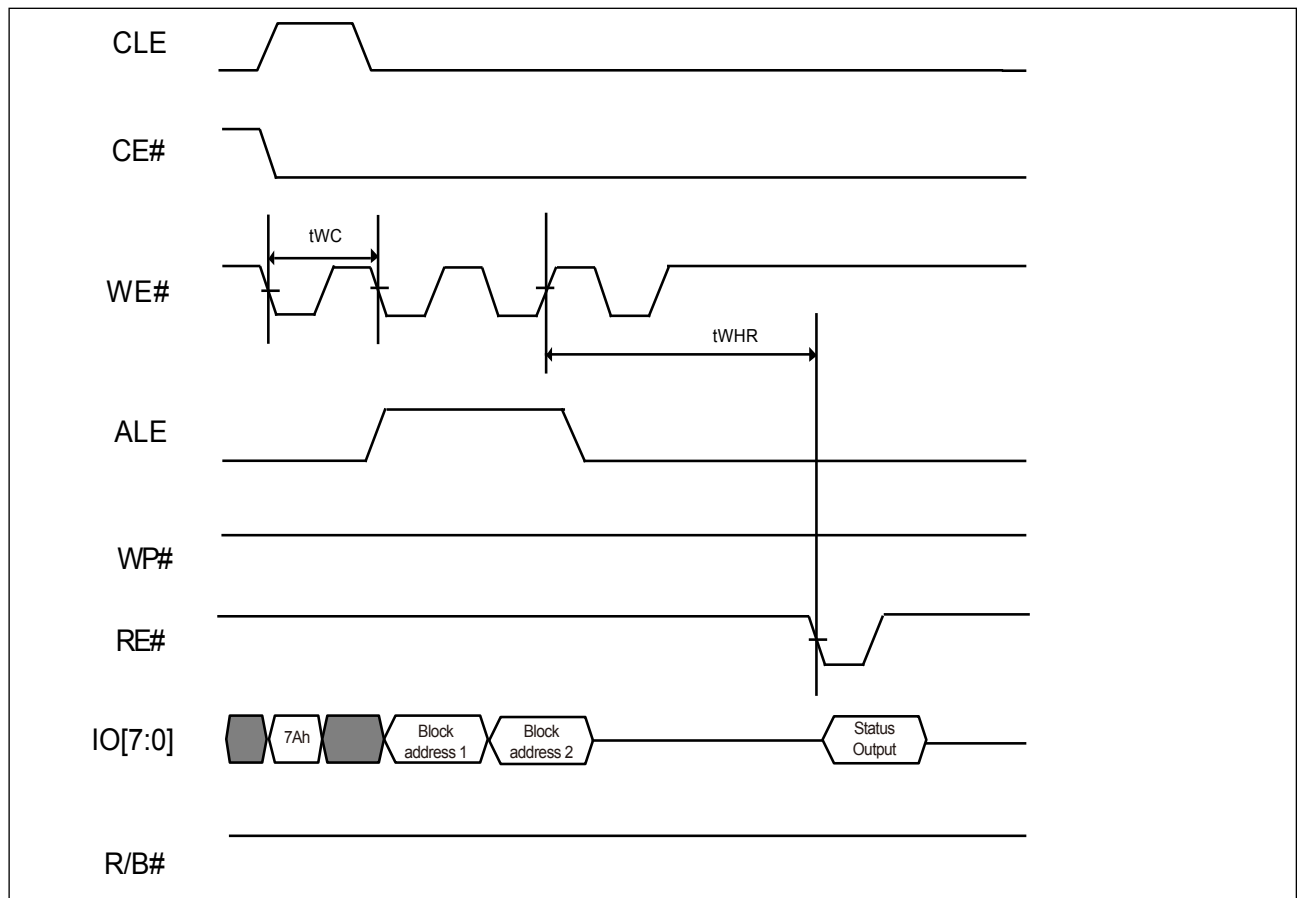 CLE
CE#
tWC
WE#
tWHR
ALE
WP#
RE#
IO[7:0]
7Ah
Block
address 1
Block
address 2
Status
Output
R/B#